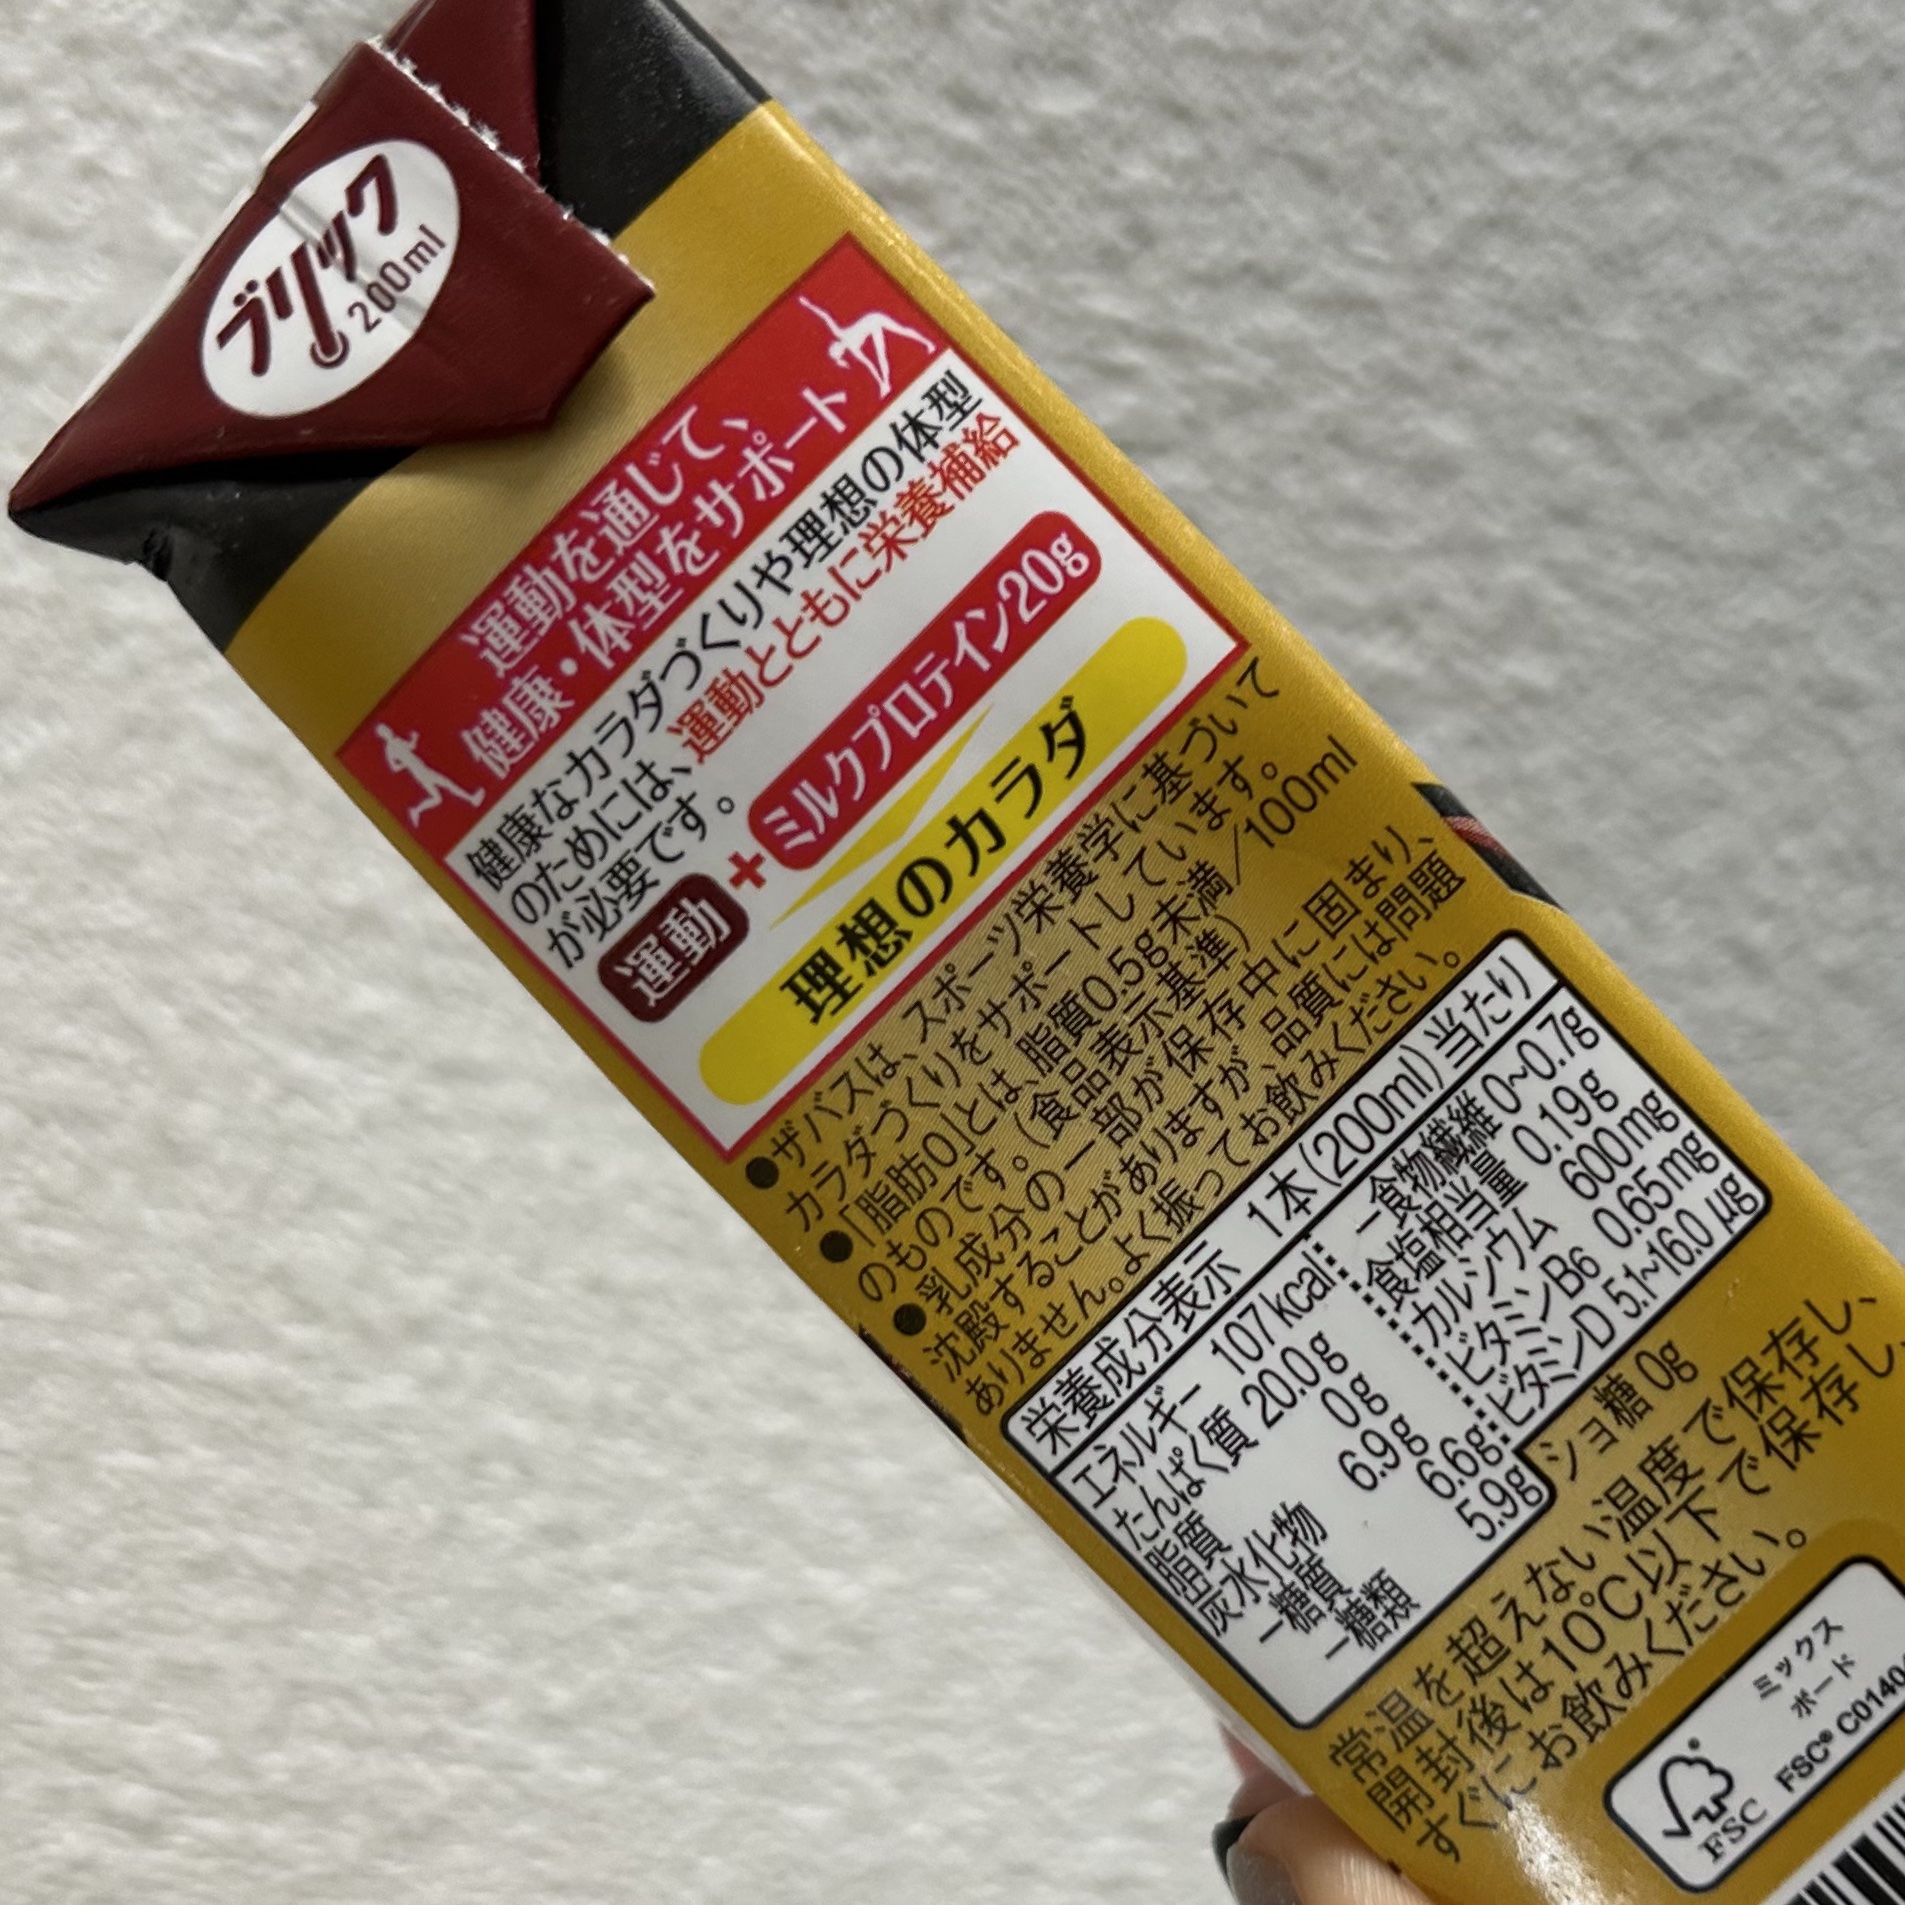 ブリック
200ml
運動を通じて、
健康・体型をサポート
健康なカラダづくりや理想の体型
のためには、運動とともに栄養補給
が必要です。
運動+ミルクプロテイン20g
理想のカラダ
●ザバスは、スポーツ栄養学に基づいて
カラダづくりをサポートしています。
●「脂肪0」とは、脂質0.5g未満/100ml
のものです。(食品表示基準)
●乳成分の一部が保存中に固まり、
沈殿することがありますが、品質には問題
ありません。よく振ってお飲みください。
栄養成分表示 1本(200ml)当たり
エネルギー 107kcal
たんぱく質 20.0g
脂質 0g
炭水化物 6.9g
-糖質 6.6g
-糖類 5.9g
-食物繊維 0~0.7g
食塩相当量 0.19g
カルシウム 600mg
ビタミンB6 0.65mg
ビタミンD 5.1~16.0μg
ショ糖 0g
常温を超えない温度で保存し、
開封後は10℃以下で保存し、
すぐにお飲みください。
ミックス
ボード
FSC® C0140
FSC